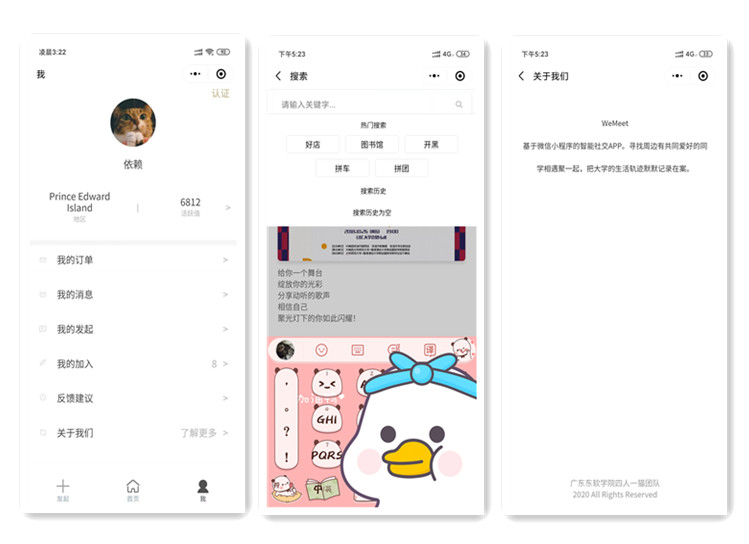 凌晨3:22
我
认证
依赖
Prince Edward
Island
地区
6812
活跃值
我的订单
我的消息
我的发起
我的加入 8
反馈建议
关于我们 了解更多
发起 首页 我
下午5:23 4G
搜索
请输入关键字...
热门搜索
好店 图书馆 开黑
拼车 拼团
搜索历史
搜索历史为空
给你一个舞台
绽放你的光彩
分享动听的歌声
相信自己
聚光灯下的你如此闪耀！
译
GHI
PQRS
下午5:23 4G
关于我们
WeMeet
基于微信小程序的智能社交APP。寻找周边有共同爱好的同
学相遇聚一起，把大学的生活轨迹默默记录在案。
广东东软学院四人一猫团队
2020 All Rights Reserved